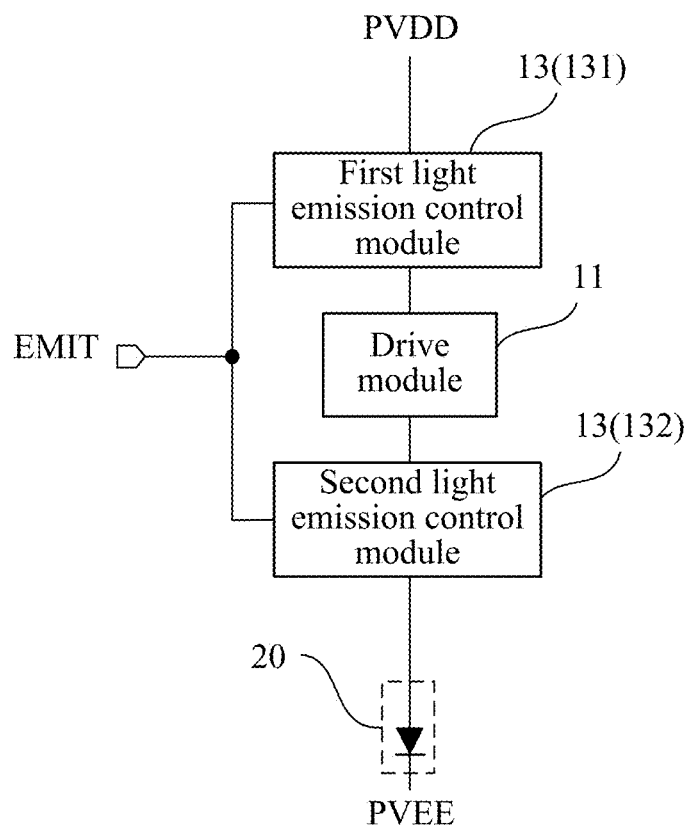 PVDD
13(131)
First light
emission control
module
11
EMIT
Drive
module
13(132)
Second light
emission control
module
20
PVEE